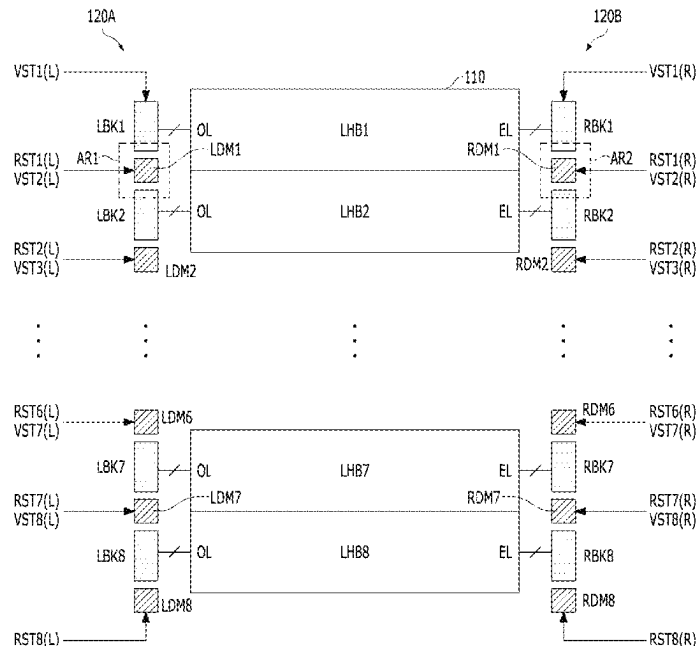 120A
120B
VST1(L)
110
VST1(R)
LBK1
OL
LHB1
EL
RBK1
AR1
LDM1
RDM1
AR2
RST1(L)
VST2(L)
RST1(R)
VST2(R)
LBK2
OL
LHB2
EL
RBK2
RST2(L)
VST3(L)
LDM2
RDM2
RST2(R)
VST3(R)
RST6(L)
VST7(L)
LDM6
RDM6
RST6(R)
VST7(R)
LBK7
OL
LHB7
EL
RBK7
RST7(L)
VST8(L)
LDM7
RDM7
RST7(R)
VST8(R)
LBK8
OL
LHB8
EL
RBK8
LDM8
RDM8
RST8(L)
RST8(R)